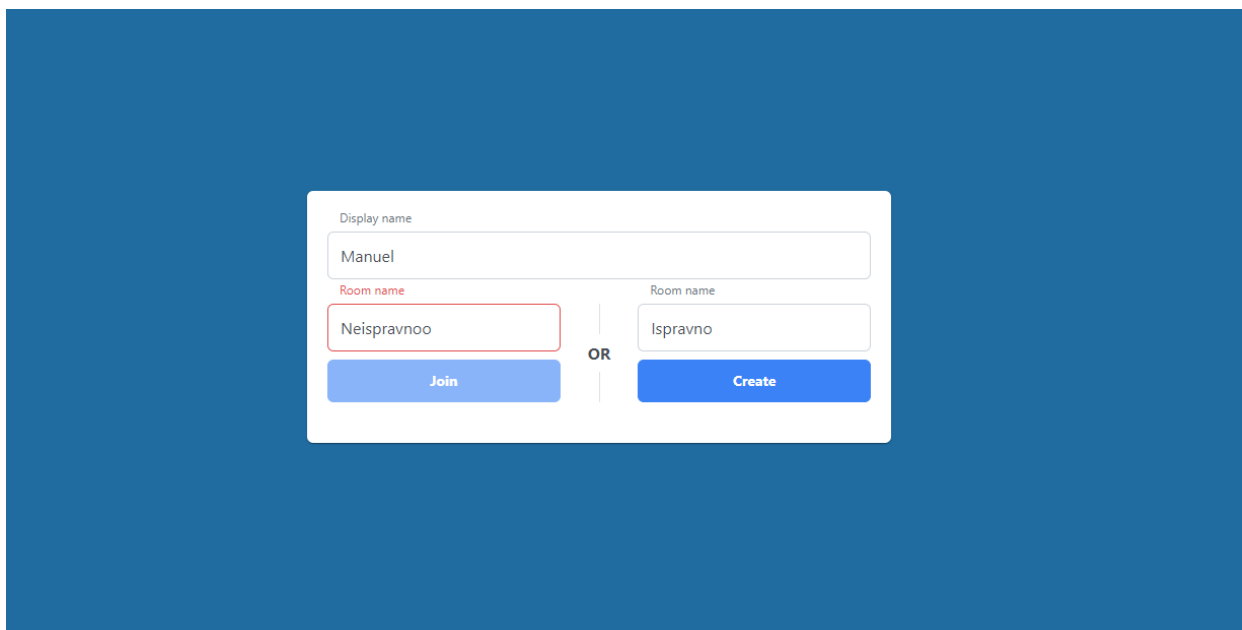 Display name
Manuel
Room name
Neispravnoo
Join
OR
Room name
Ispravno
Create